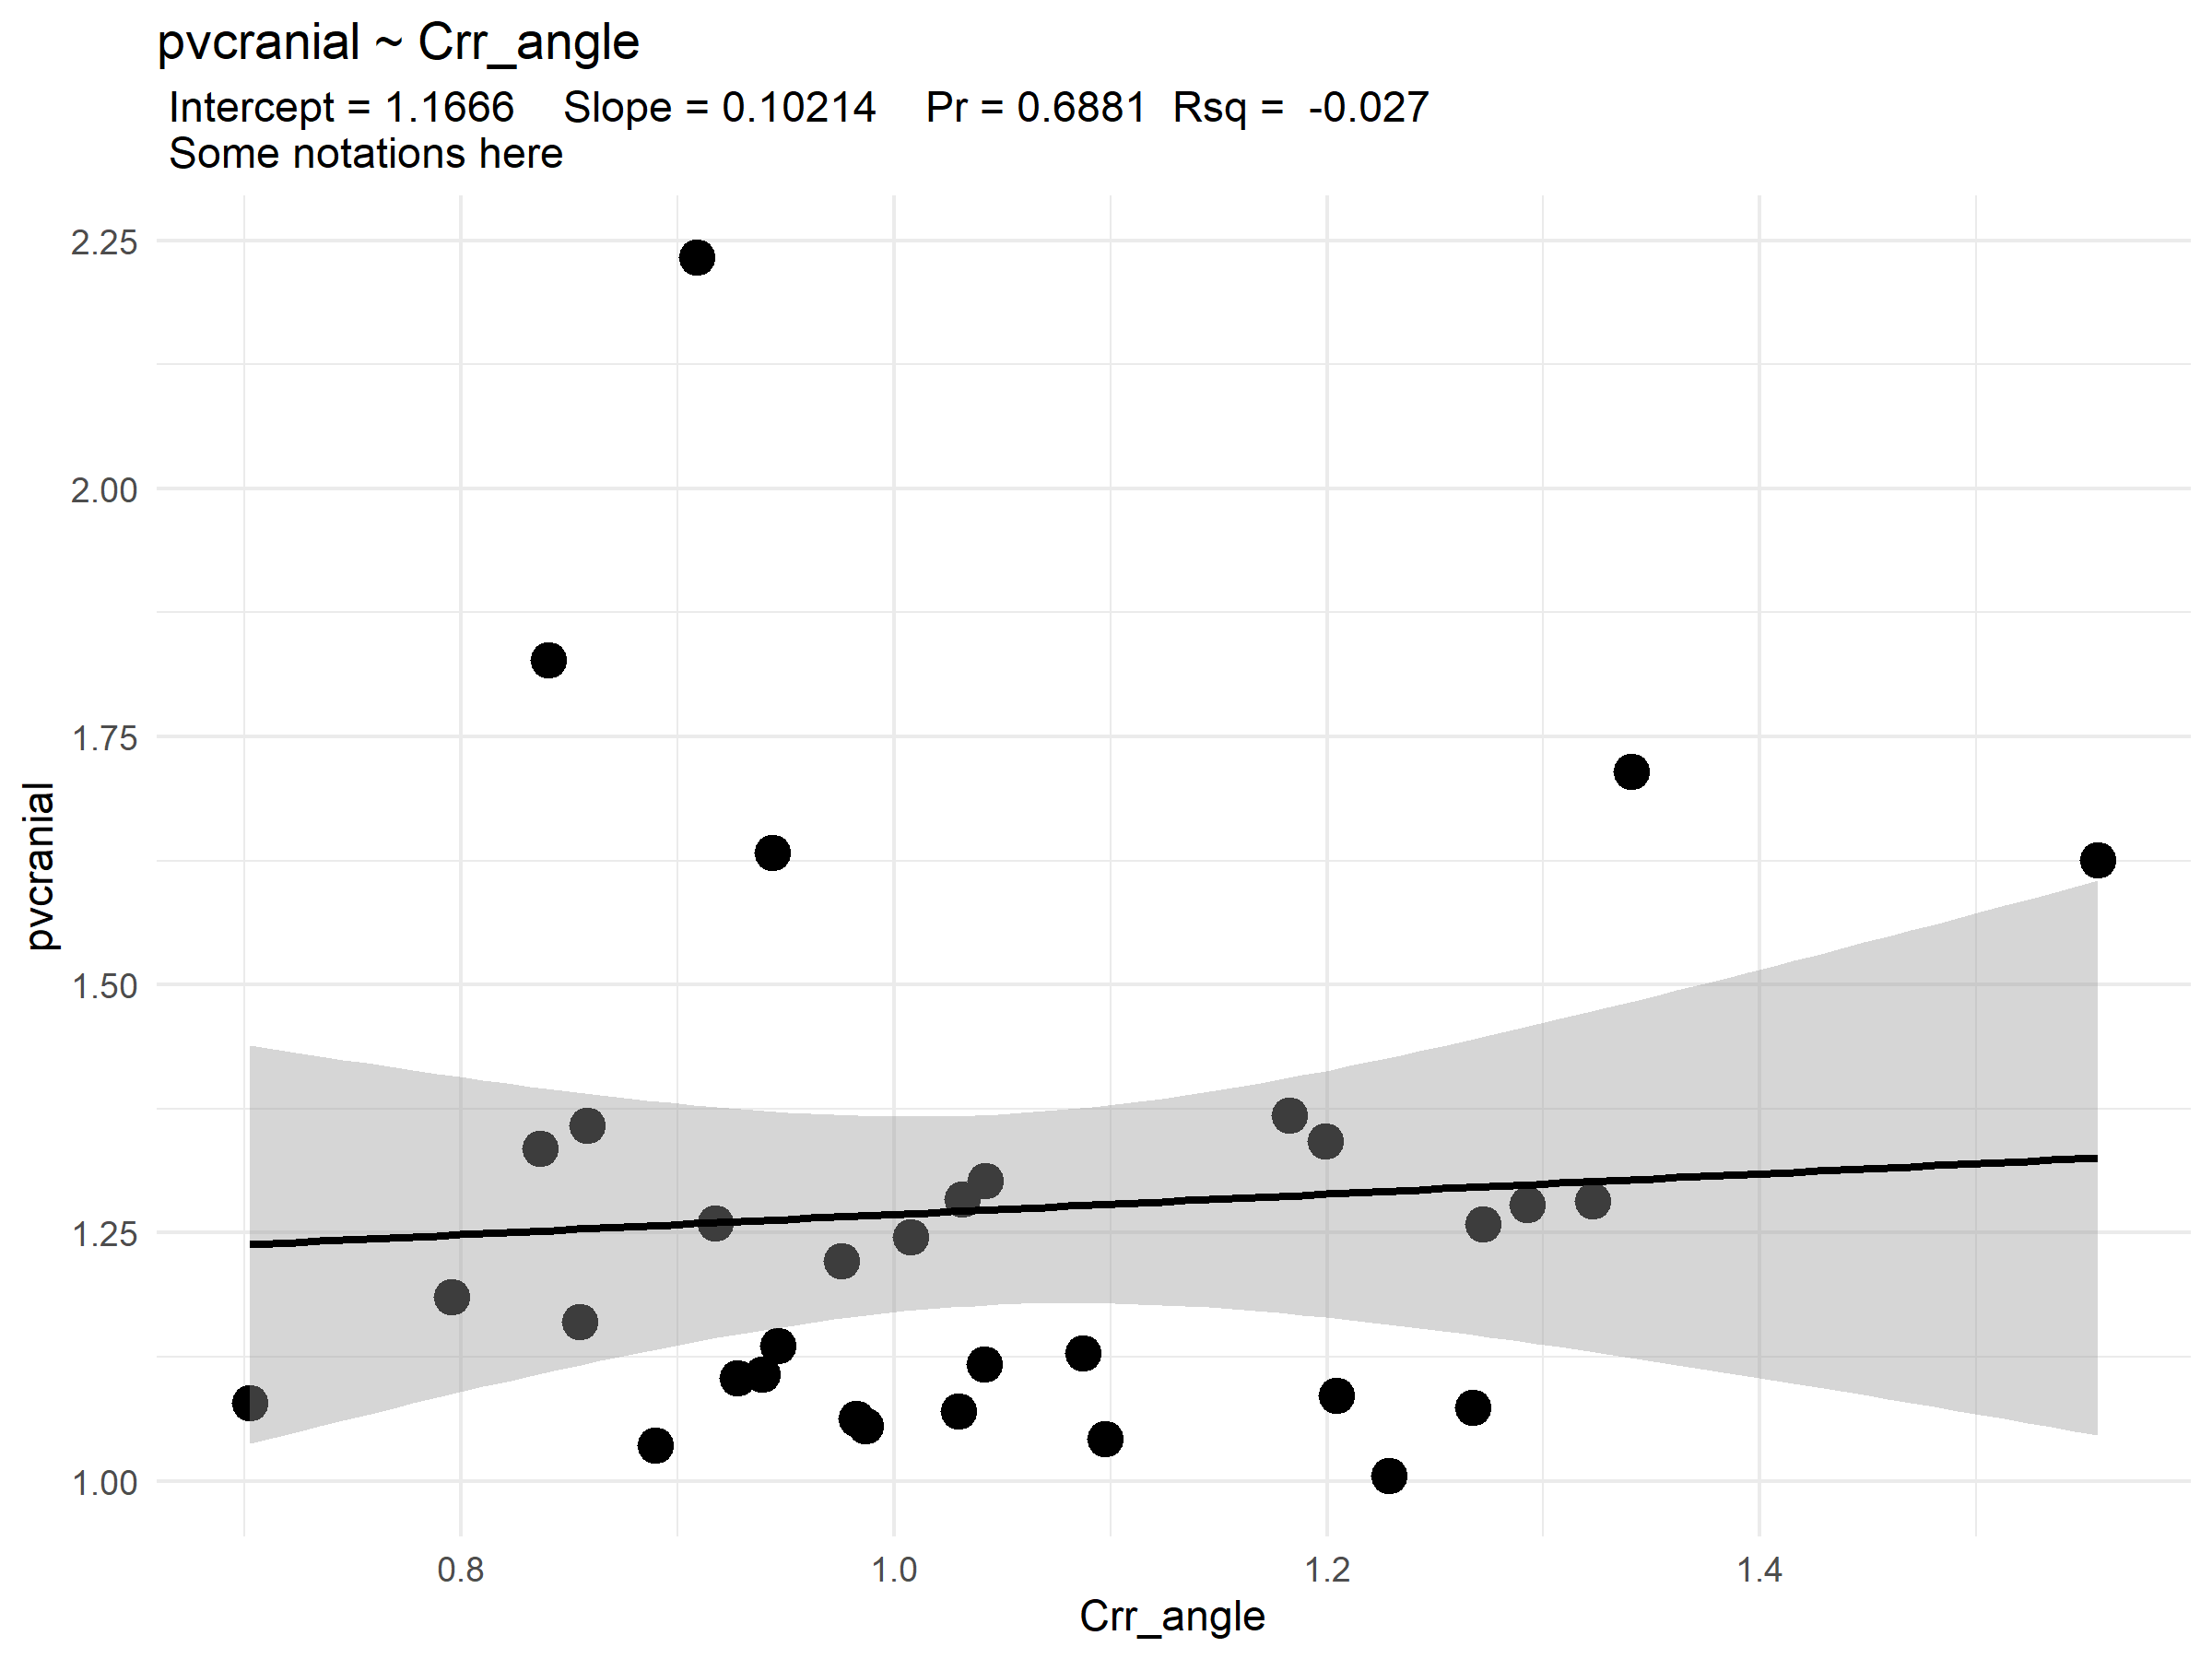 pvcranial ~ Crr_angle
Intercept = 1.1666 Slope = 0.10214 Pr = 0.6881 Rsq = -0.027
Some notations here
2.25
2.00
1.75
1.50
1.25
1.00
pvcranial
0.8 1.0 1.2 1.4
Crr_angle